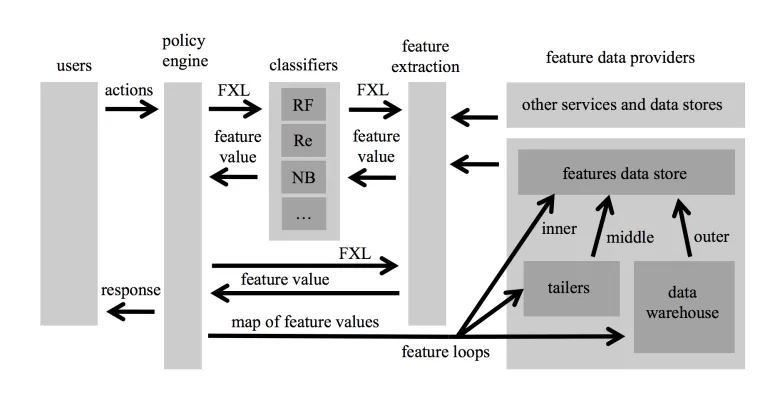 users
policy
engine
classifiers
feature
extraction
feature data providers
actions
FXL
RF
FXL
other services and data stores
feature
value
Re
feature
value
NB
features data store
…
inner
middle
outer
FXL
feature value
tailers
data
warehouse
response
map of feature values
feature loops